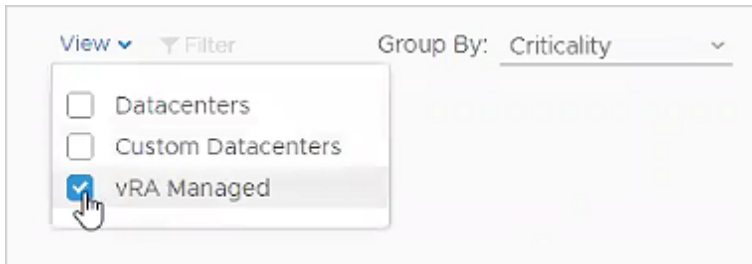 View Filter Group By: Criticality
Datacenters
Custom Datacenters
vRA Managed